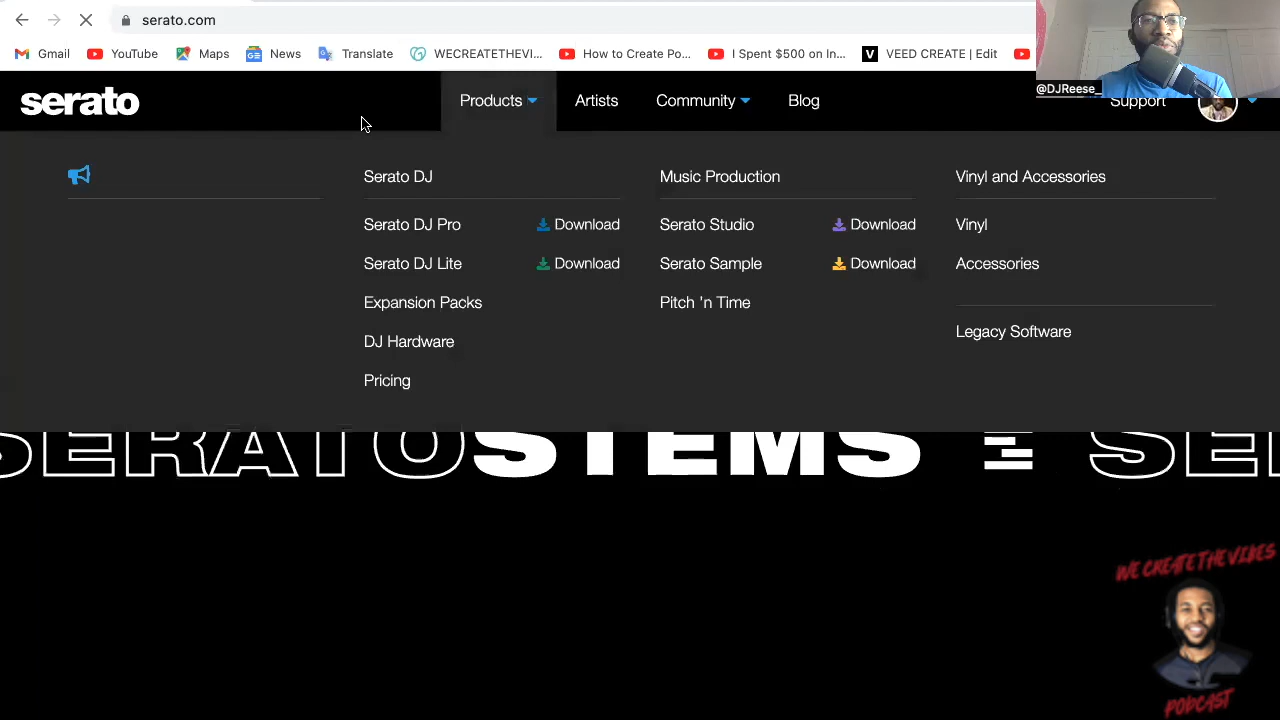 serato.com
Gmail YouTube Maps News Translate WECREATETHEVI... How to Create Po... I Spent $500 on In... V VEED CREATE | Edit
@DJReese_
serato Products Artists Community Blog Support
Serato DJ
Serato DJ Pro Download
Serato DJ Lite Download
Expansion Packs
DJ Hardware
Pricing
Music Production
Serato Studio Download
Serato Sample Download
Pitch 'n Time
Vinyl and Accessories
Vinyl
Accessories
Legacy Software
SERATOSTEMS SE
WE CREATE THE VIBES
PODCAST